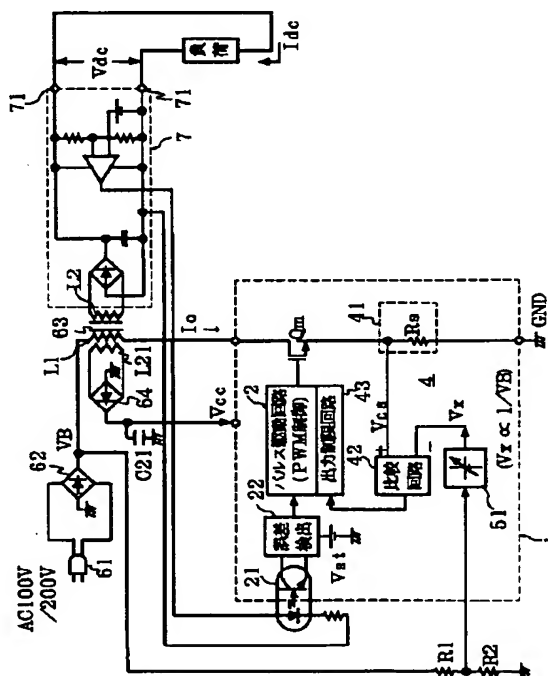 AC100V
/200V
61
62
VB
L1
63
L2
L21
64
C21
Vcc
Io
71
71
Vdc
7
負荷
Idc
21
22
誤差
検出
Vst
2
パルス駆動回路
(PWM制御)
出力制限回路
43
m
41
Rs
4
Vcs
42
比較
回路
+
-
Vx
51
(Vx∝1/VB)
GND
R1
R2